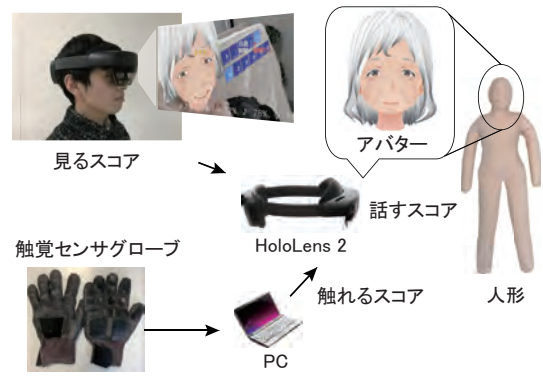 見るスコア
アバター
話すスコア
HoloLens 2
触覚センサグローブ
触れるスコア
人形
PC